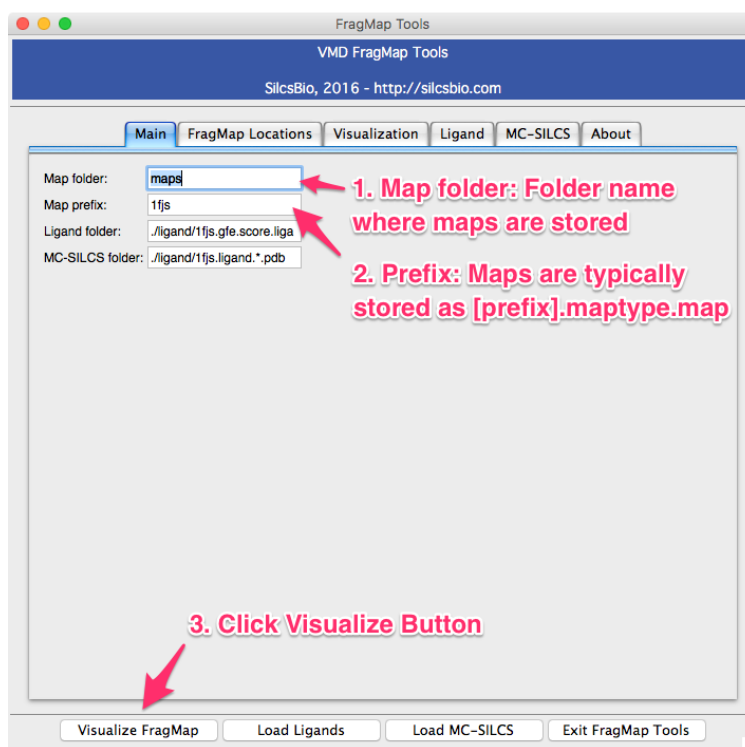 FragMap Tools
VMD FragMap Tools
SilcsBio, 2016 - http://silcsbio.com
Main FragMap Locations Visualization Ligand MC-SILCS About
Map folder: maps
Map prefix: 1fjs
Ligand folder: ./ligand/1fjs.gfe.score.liga
MC-SILCS folder: ./ligand/1fjs.ligand.*.pdb
1. Map folder: Folder name
where maps are stored
2. Prefix: Maps are typically
stored as [prefix].maptype.map
3. Click Visualize Button
Visualize FragMap Load Ligands Load MC-SILCS Exit FragMap Tools